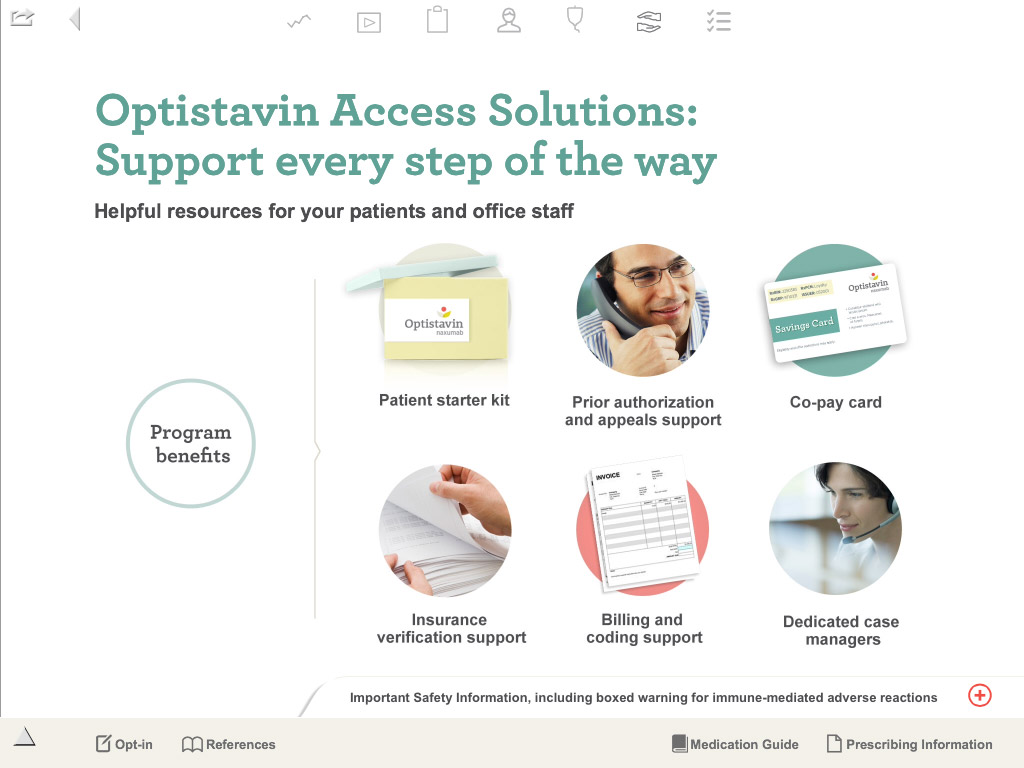 Optistavin Access Solutions:
Support every step of the way
Helpful resources for your patients and office staff
Program
benefits
Optistavin
naxumab
Patient starter kit
Prior authorization
and appeals support
Optistavin
naxumab
Savings Card
Co-pay card
Insurance
verification support
INVOICE
Billing and
coding support
Dedicated case
managers
Important Safety Information, including boxed warning for immune-mediated adverse reactions
Opt-in
References
Medication Guide
Prescribing Information